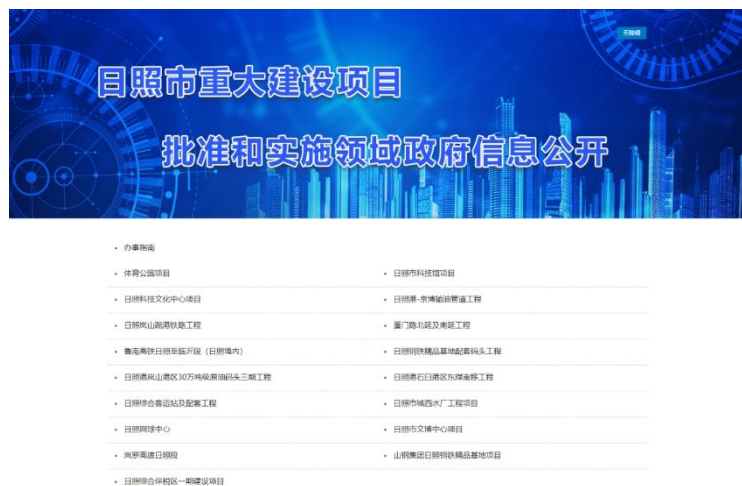 无障碍
日照市重大建设项目
批准和实施领域政府信息公开
办事指南
体育公园项目
日照市科技馆项目
日照科技文化中心项目
日照港-京博输油管道工程
日照岚山疏港铁路工程
厦门路北延及南延工程
鲁南高铁日照至临沂段（日照境内）
日照钢铁精品基地配套码头工程
日照港岚山港区30万吨级原油码头三期工程
日照港石臼港区东煤南移工程
日照综合客运站及配套工程
日照市城西水厂工程项目
日照网球中心
日照市文博中心项目
岚罗高速日照段
山钢集团日照钢铁精品基地项目
日照综合保税区一期建设项目